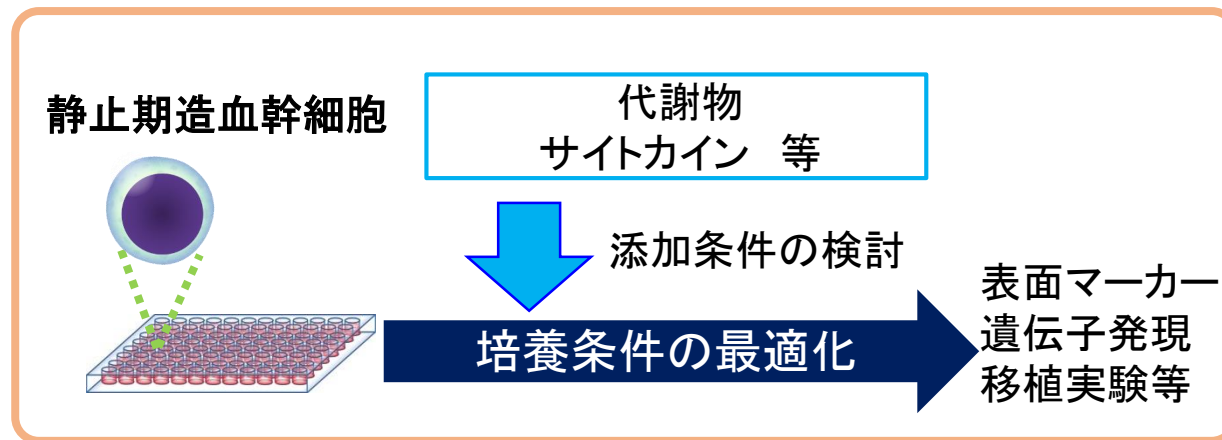 静止期造血幹細胞
代謝物
サイトカイン 等
添加条件の検討
培養条件の最適化
表面マーカー
遺伝子発現
移植実験等